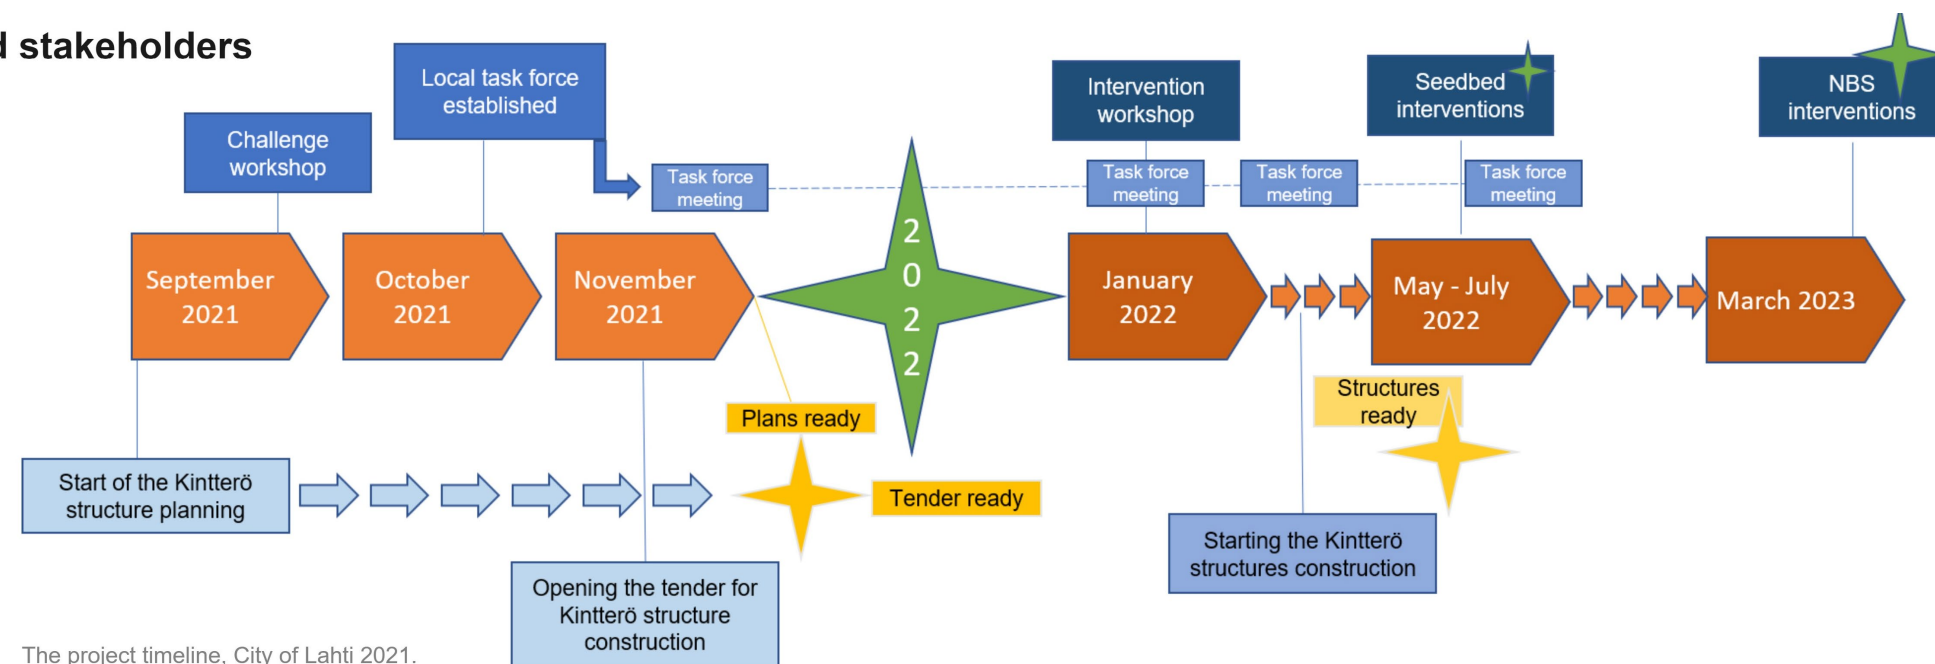 stakeholders
Local task force
established
Challenge
workshop
Task force
meeting
Intervention
workshop
Seedbed
interventions
NBS
interventions
Task force
meeting
Task force
meeting
Task force
meeting
September
2021
October
2021
November
2021
2
0
2
2
January
2022
May - July
2022
March 2023
Plans ready
Structures
ready
Start of the Kintterö
structure planning
Tender ready
Starting the Kintterö
structures construction
Opening the tender for
Kintterö structure
construction
The project timeline, City of Lahti 2021.